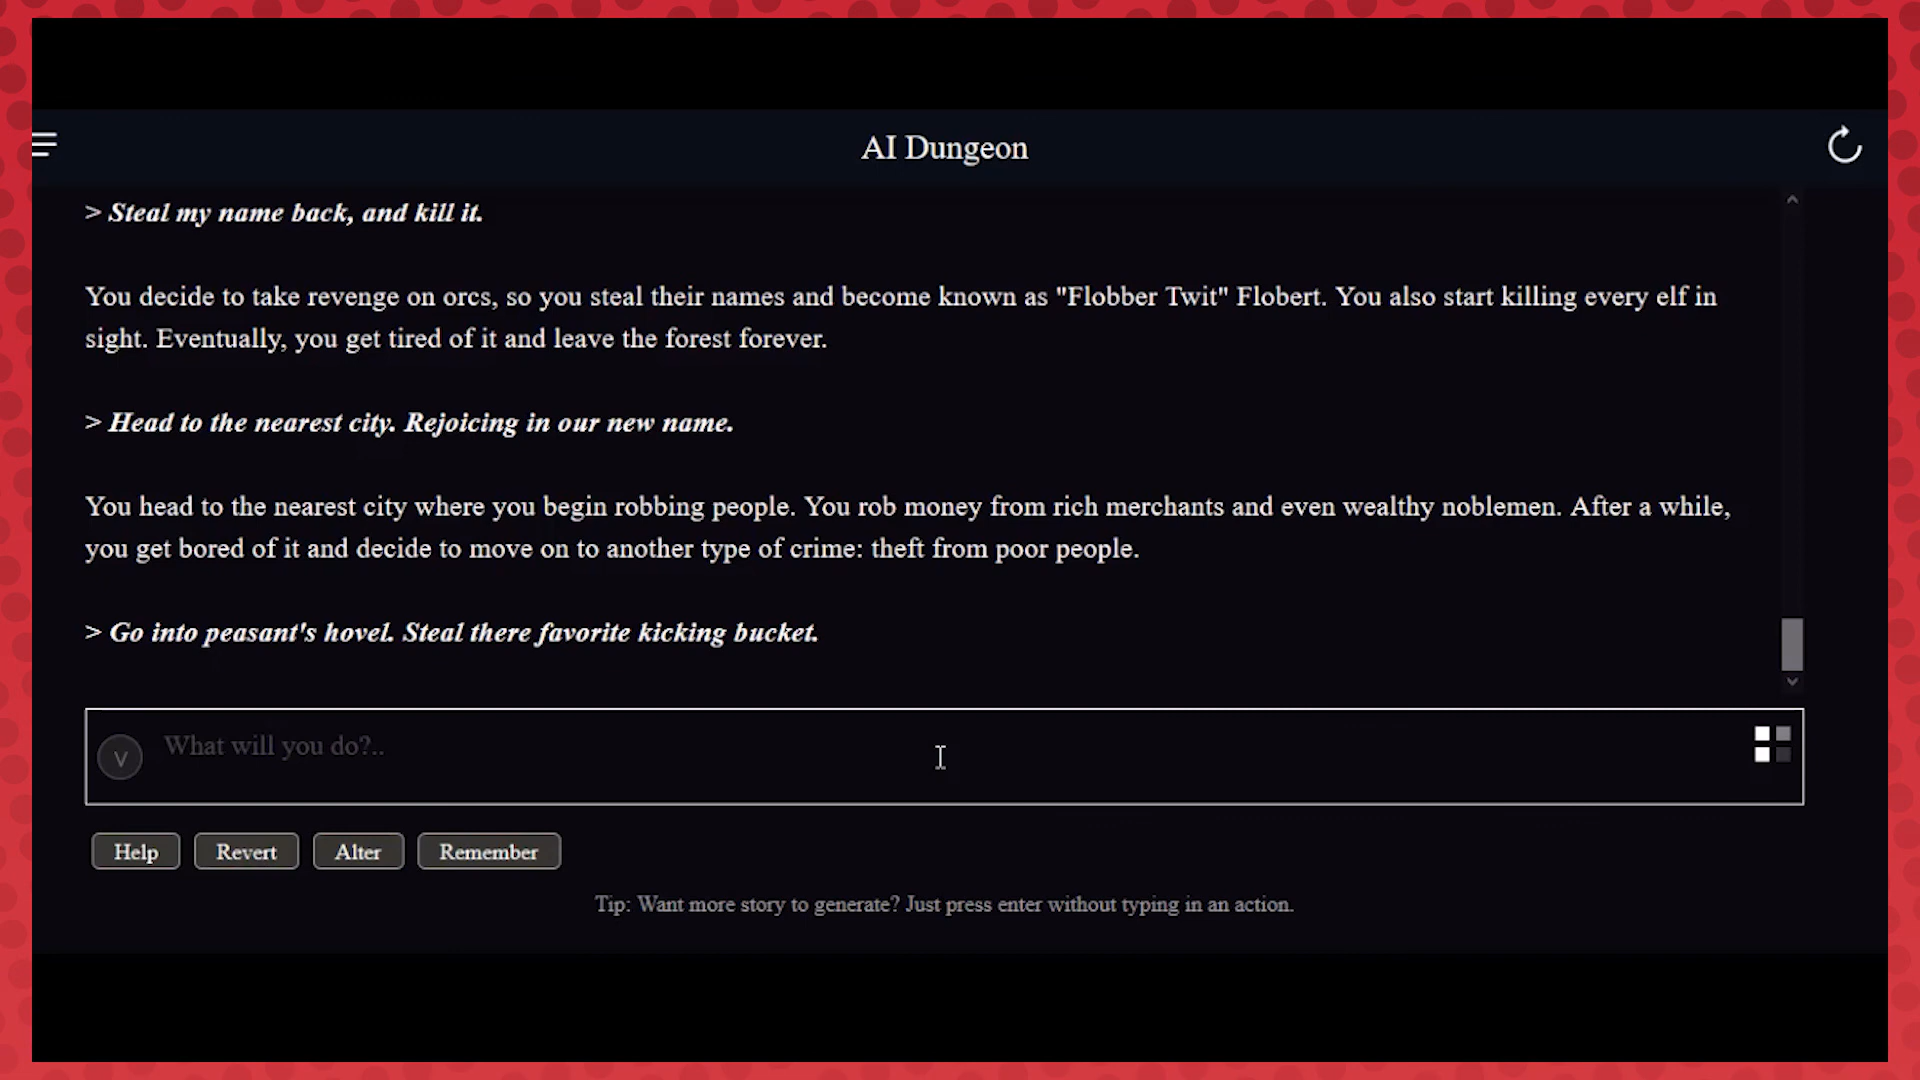 AI Dungeon
> Steal my name back, and kill it.
You decide to take revenge on orcs, so you steal their names and become known as "Flobber Twit" Flobert. You also start killing every elf in
sight. Eventually, you get tired of it and leave the forest forever.
> Head to the nearest city. Rejoicing in our new name.
You head to the nearest city where you begin robbing people. You rob money from rich merchants and even wealthy noblemen. After a while,
you get bored of it and decide to move on to another type of crime: theft from poor people.
> Go into peasant's hovel. Steal there favorite kicking bucket.
V What will you do?..
Help Revert Alter Remember
Tip: Want more story to generate? Just press enter without typing in an action.